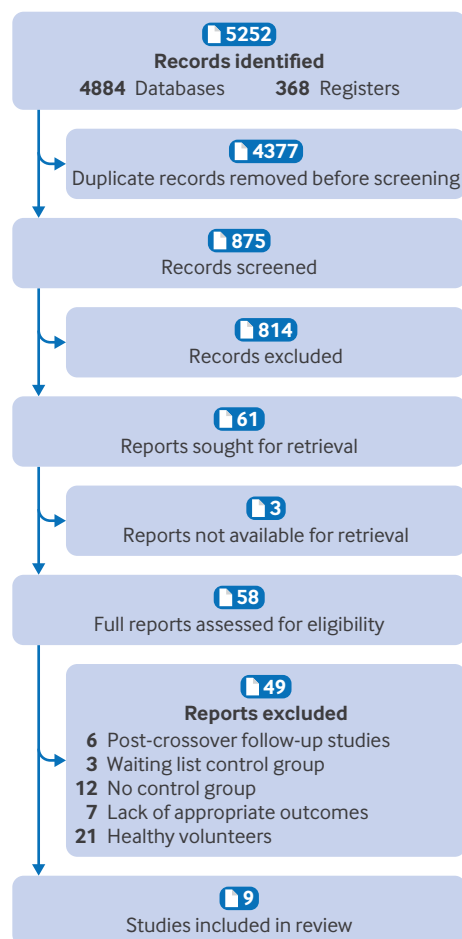 5252
Records identified
4884 Databases 368 Registers
4377
Duplicate records removed before screening
875
Records screened
814
Records excluded
61
Reports sought for retrieval
3
Reports not available for retrieval
58
Full reports assessed for eligibility
49
Reports excluded
6 Post-crossover follow-up studies
3 Waiting list control group
12 No control group
7 Lack of appropriate outcomes
21 Healthy volunteers
9
Studies included in review